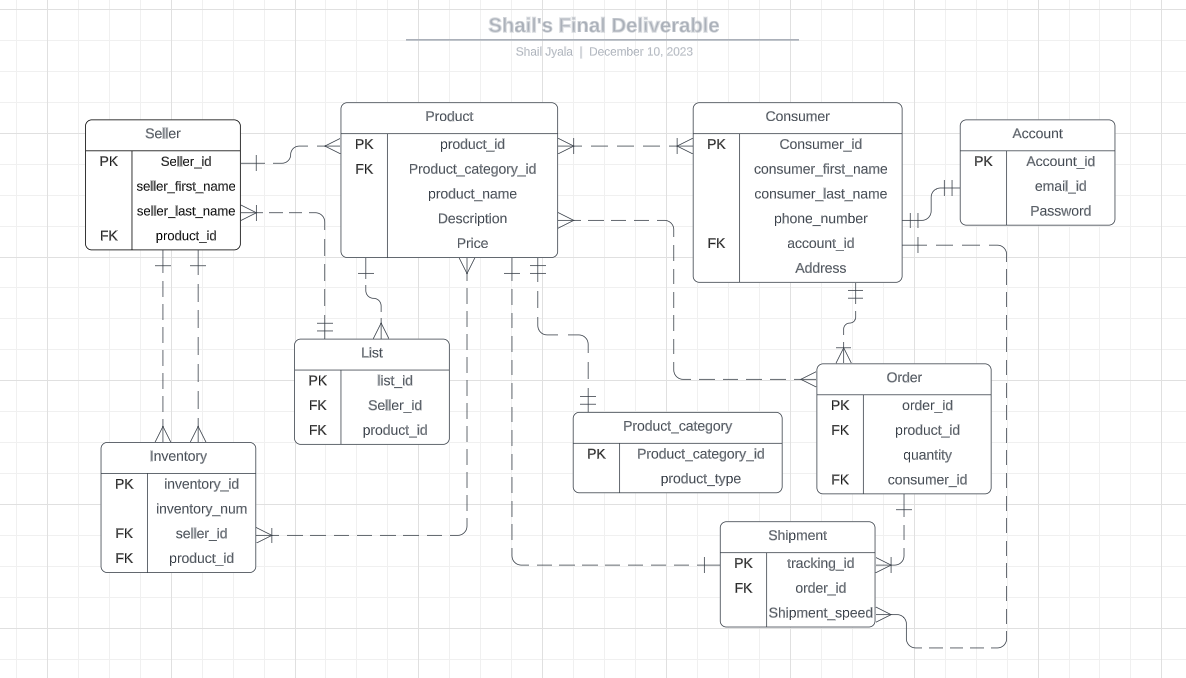 Shail's Final Deliverable
Shail Jyala | December 10, 2023
Seller
PK Seller_id
seller_first_name
seller_last_name
FK product_id
Product
PK product_id
FK Product_category_id
product_name
Description
Price
Consumer
PK Consumer_id
consumer_first_name
consumer_last_name
phone_number
FK account_id
Address
Account
PK Account_id
email_id
Password
List
PK list_id
FK Seller_id
FK product_id
Product_category
PK Product_category_id
product_type
Order
PK order_id
FK product_id
quantity
FK consumer_id
Inventory
PK inventory_id
inventory_num
FK seller_id
FK product_id
Shipment
PK tracking_id
FK order_id
Shipment_speed